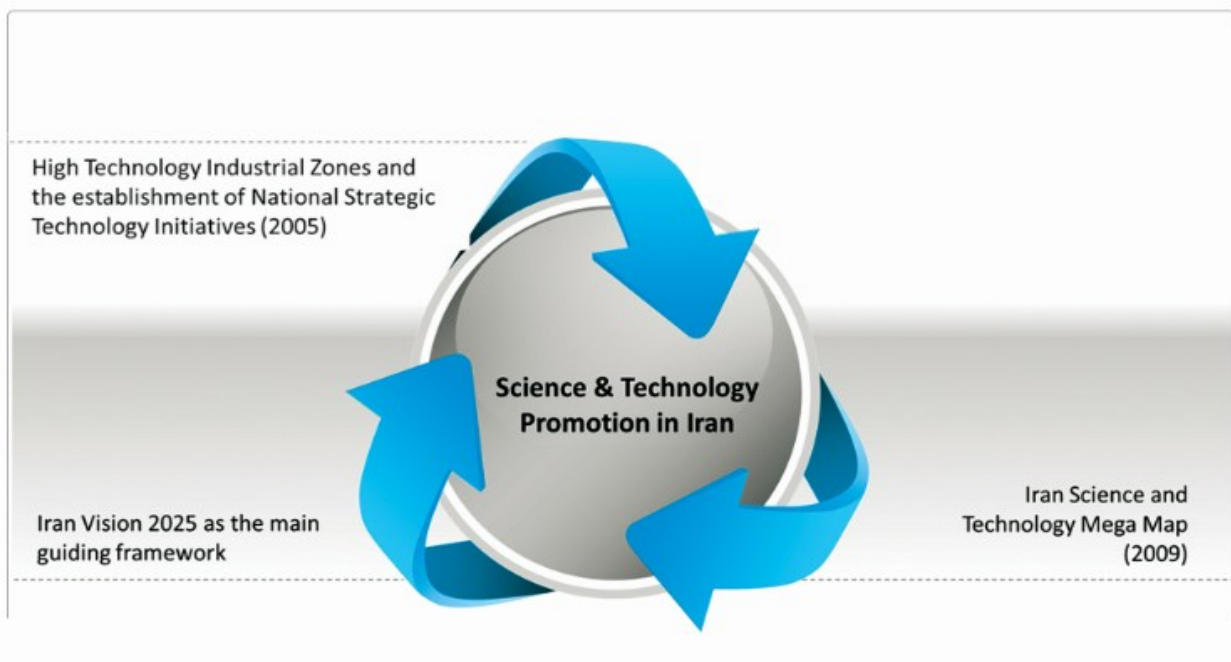 High Technology Industrial Zones and
the establishment of National Strategic
Technology Initiatives (2005)
Science & Technology
Promotion in Iran
Iran Vision 2025 as the main
guiding framework
Iran Science and
Technology Mega Map
(2009)